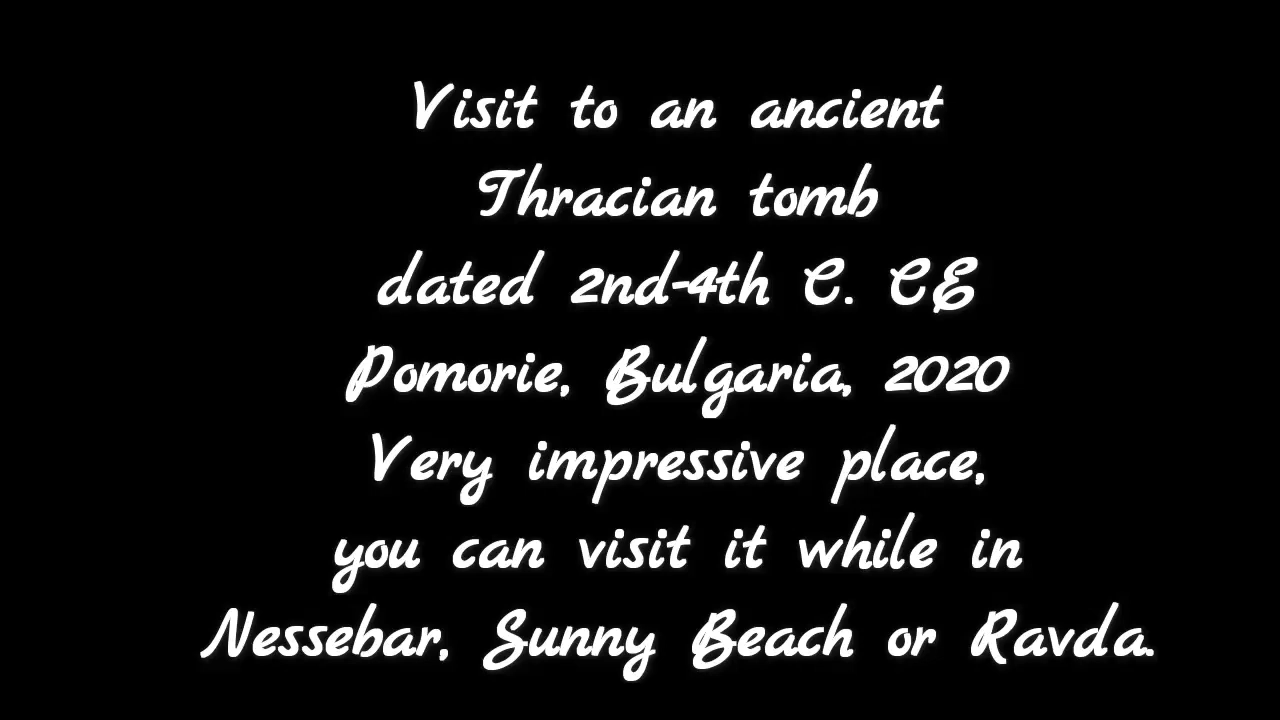 Visit to an ancient
Thracian tomb
dated 2nd-4th C. CE
Pomorie, Bulgaria, 2020
Very impressive place,
you can visit it while in
Nessebar, Sunny Beach or Ravda.